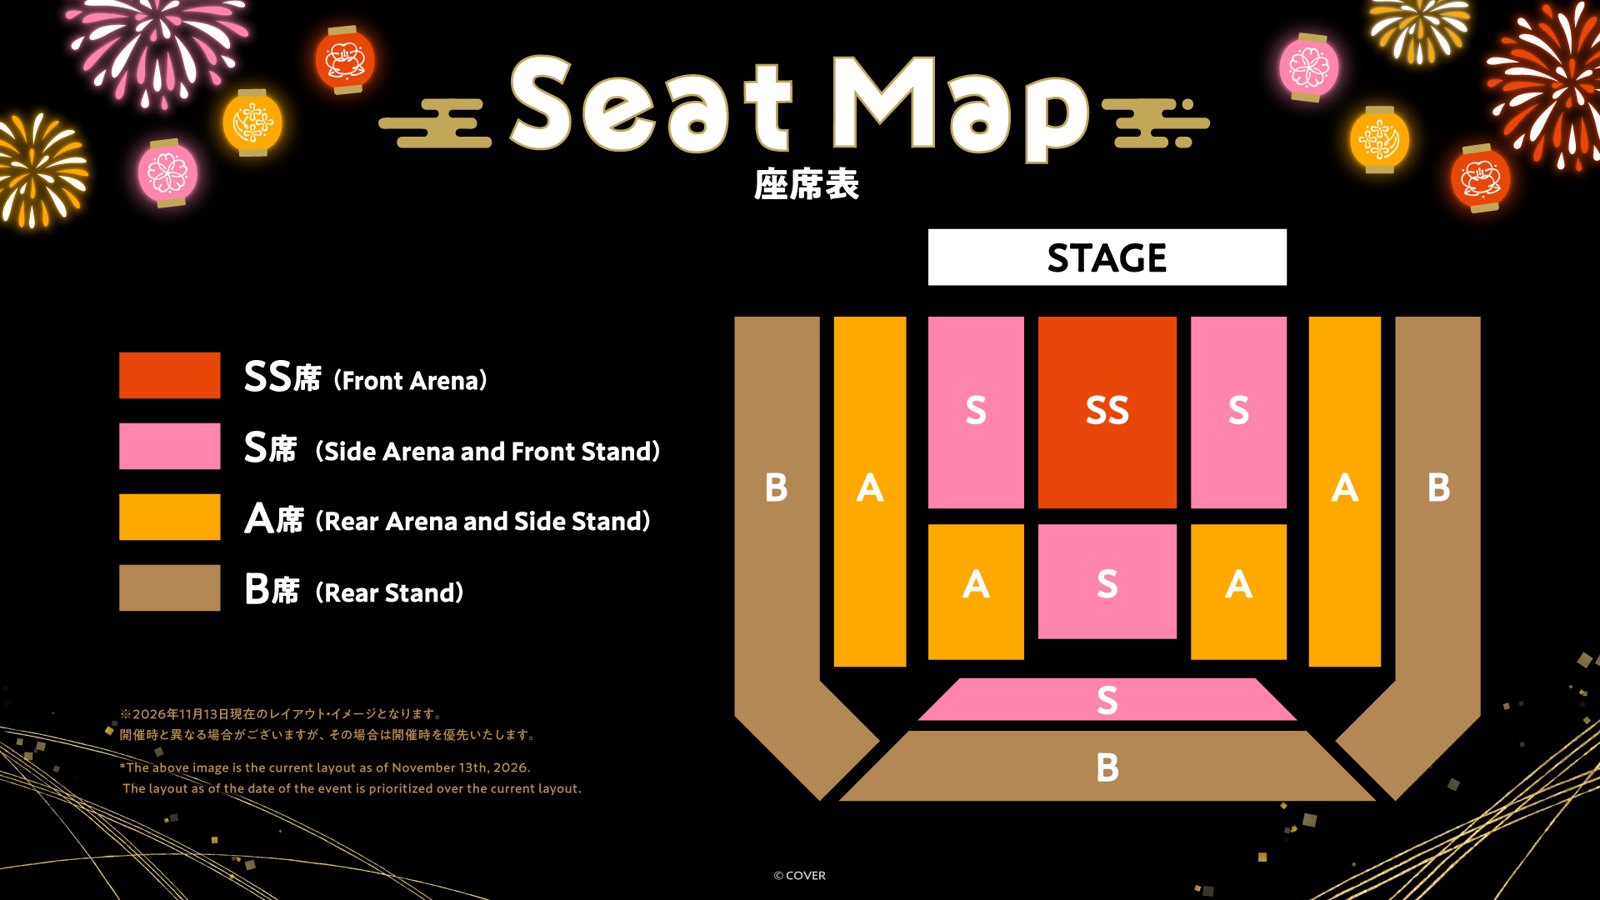 Seat Map
座席表
STAGE
SS席 (Front Arena)
S席 (Side Arena and Front Stand)
A席 (Rear Arena and Side Stand)
B席 (Rear Stand)
S
SS
S
B
A
A
B
A
S
A
S
B
※2026年11月13日現在のレイアウト・イメージとなります。
開催時と異なる場合がございますが、その場合は開催時を優先いたします。
*The above image is the current layout as of November 13th, 2026.
The layout as of the date of the event is prioritized over the current layout.
© COVER